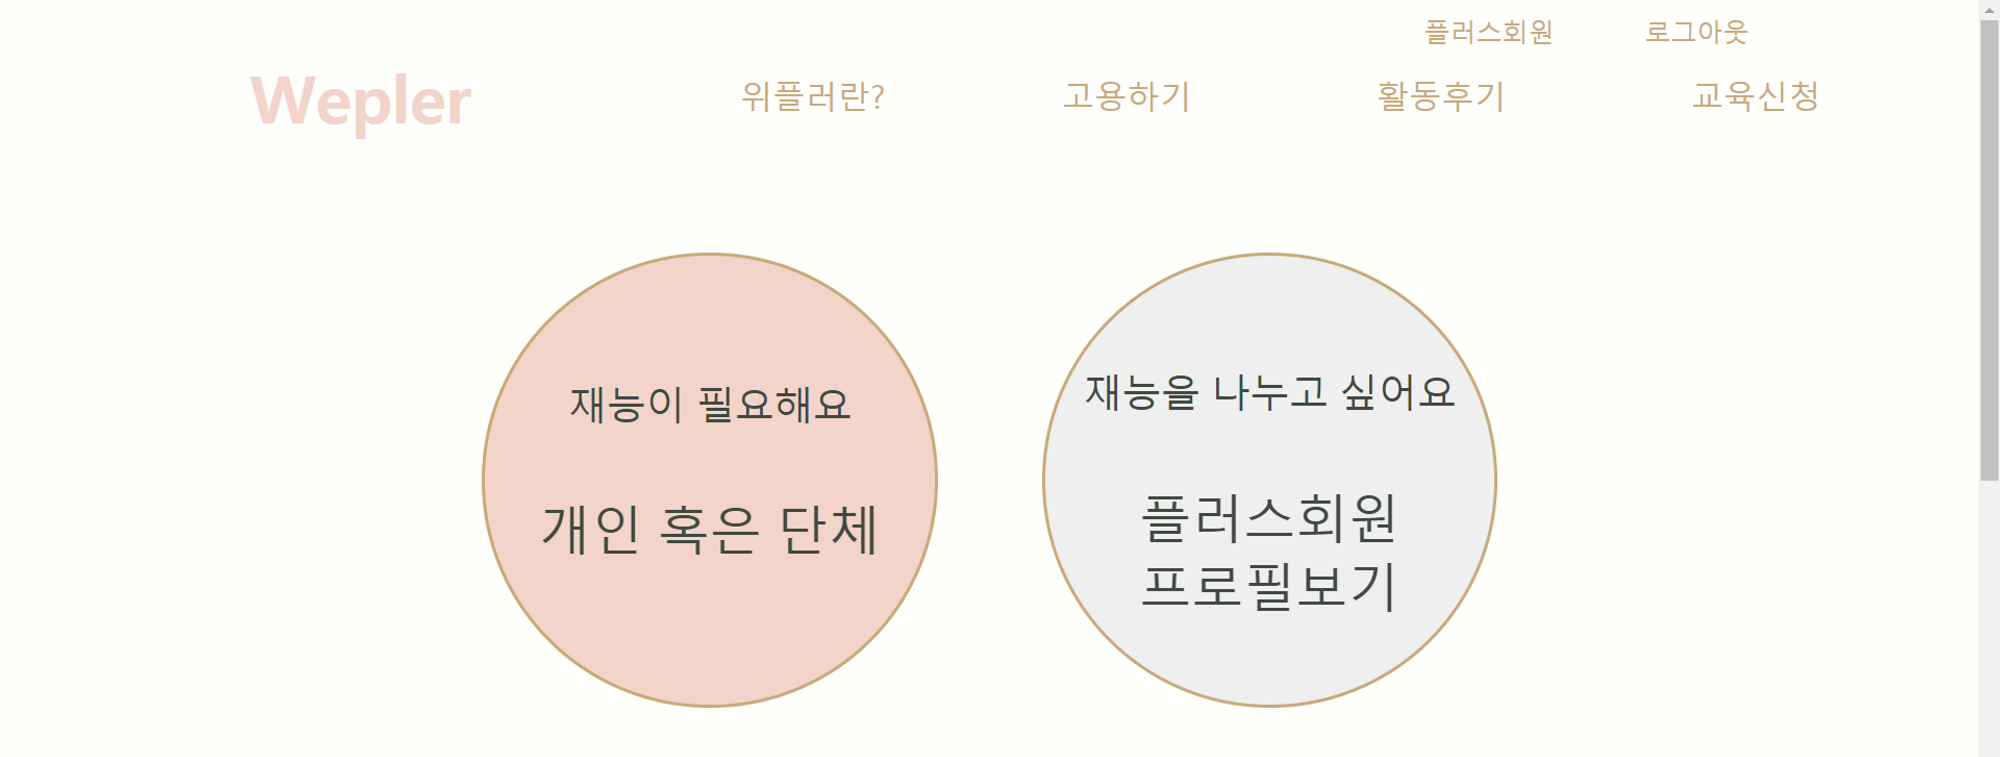 플러스회원 로그아웃
Wepler 위플러란? 고용하기 활동후기 교육신청
재능이 필요해요
개인 혹은 단체
재능을 나누고 싶어요
플러스회원
프로필보기